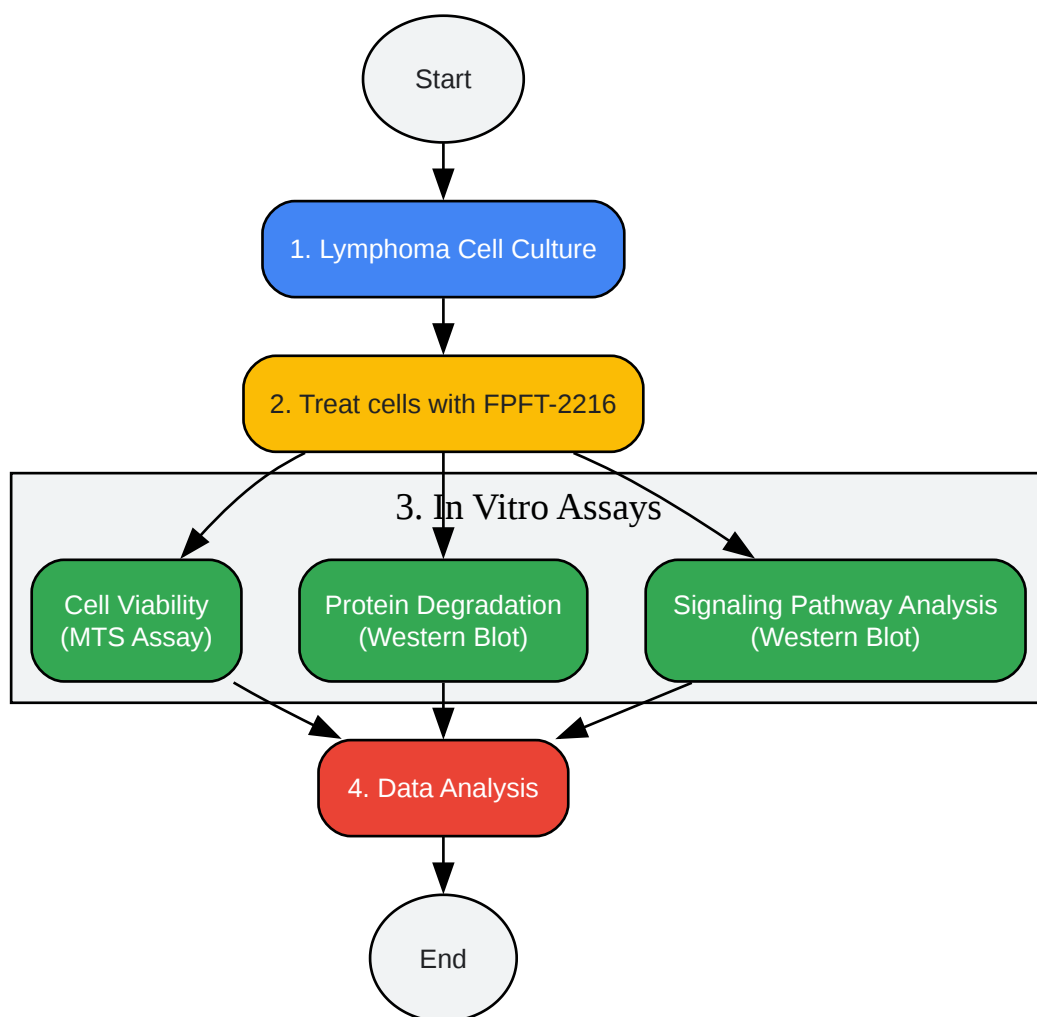 Start
1. Lymphoma Cell Culture
2. Treat cells with FPFT-2216
3. In Vitro Assays
Cell Viability
(MTS Assay)
Protein Degradation
(Western Blot)
Signaling Pathway Analysis
(Western Blot)
4. Data Analysis
End